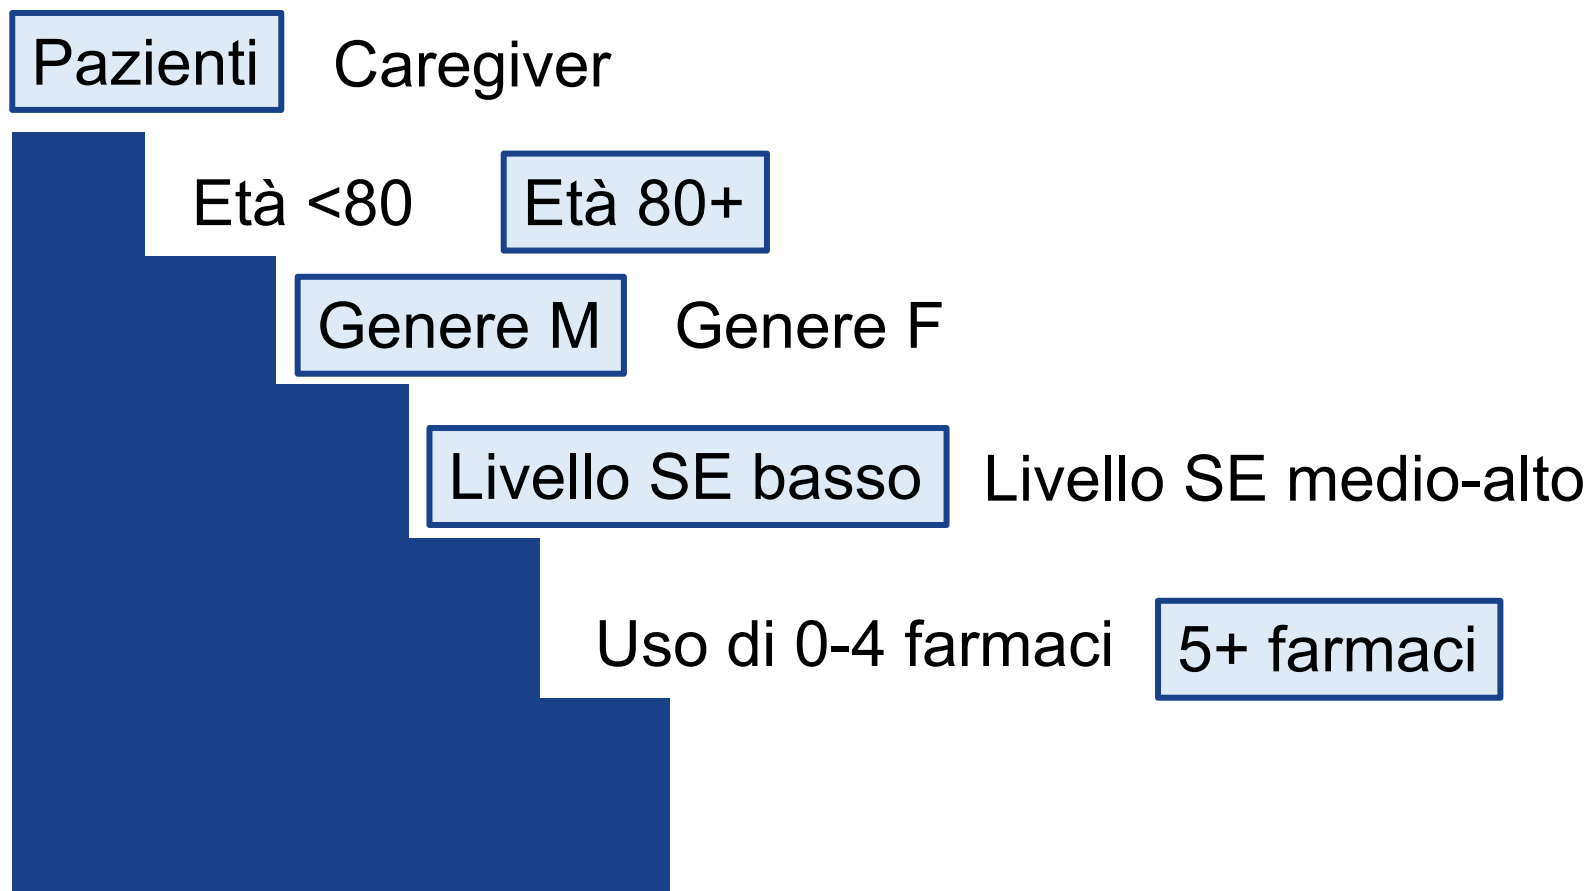 Pazienti Caregiver
Età <80 Età 80+
Genere M Genere F
Livello SE basso Livello SE medio-alto
Uso di 0-4 farmaci 5+ farmaci